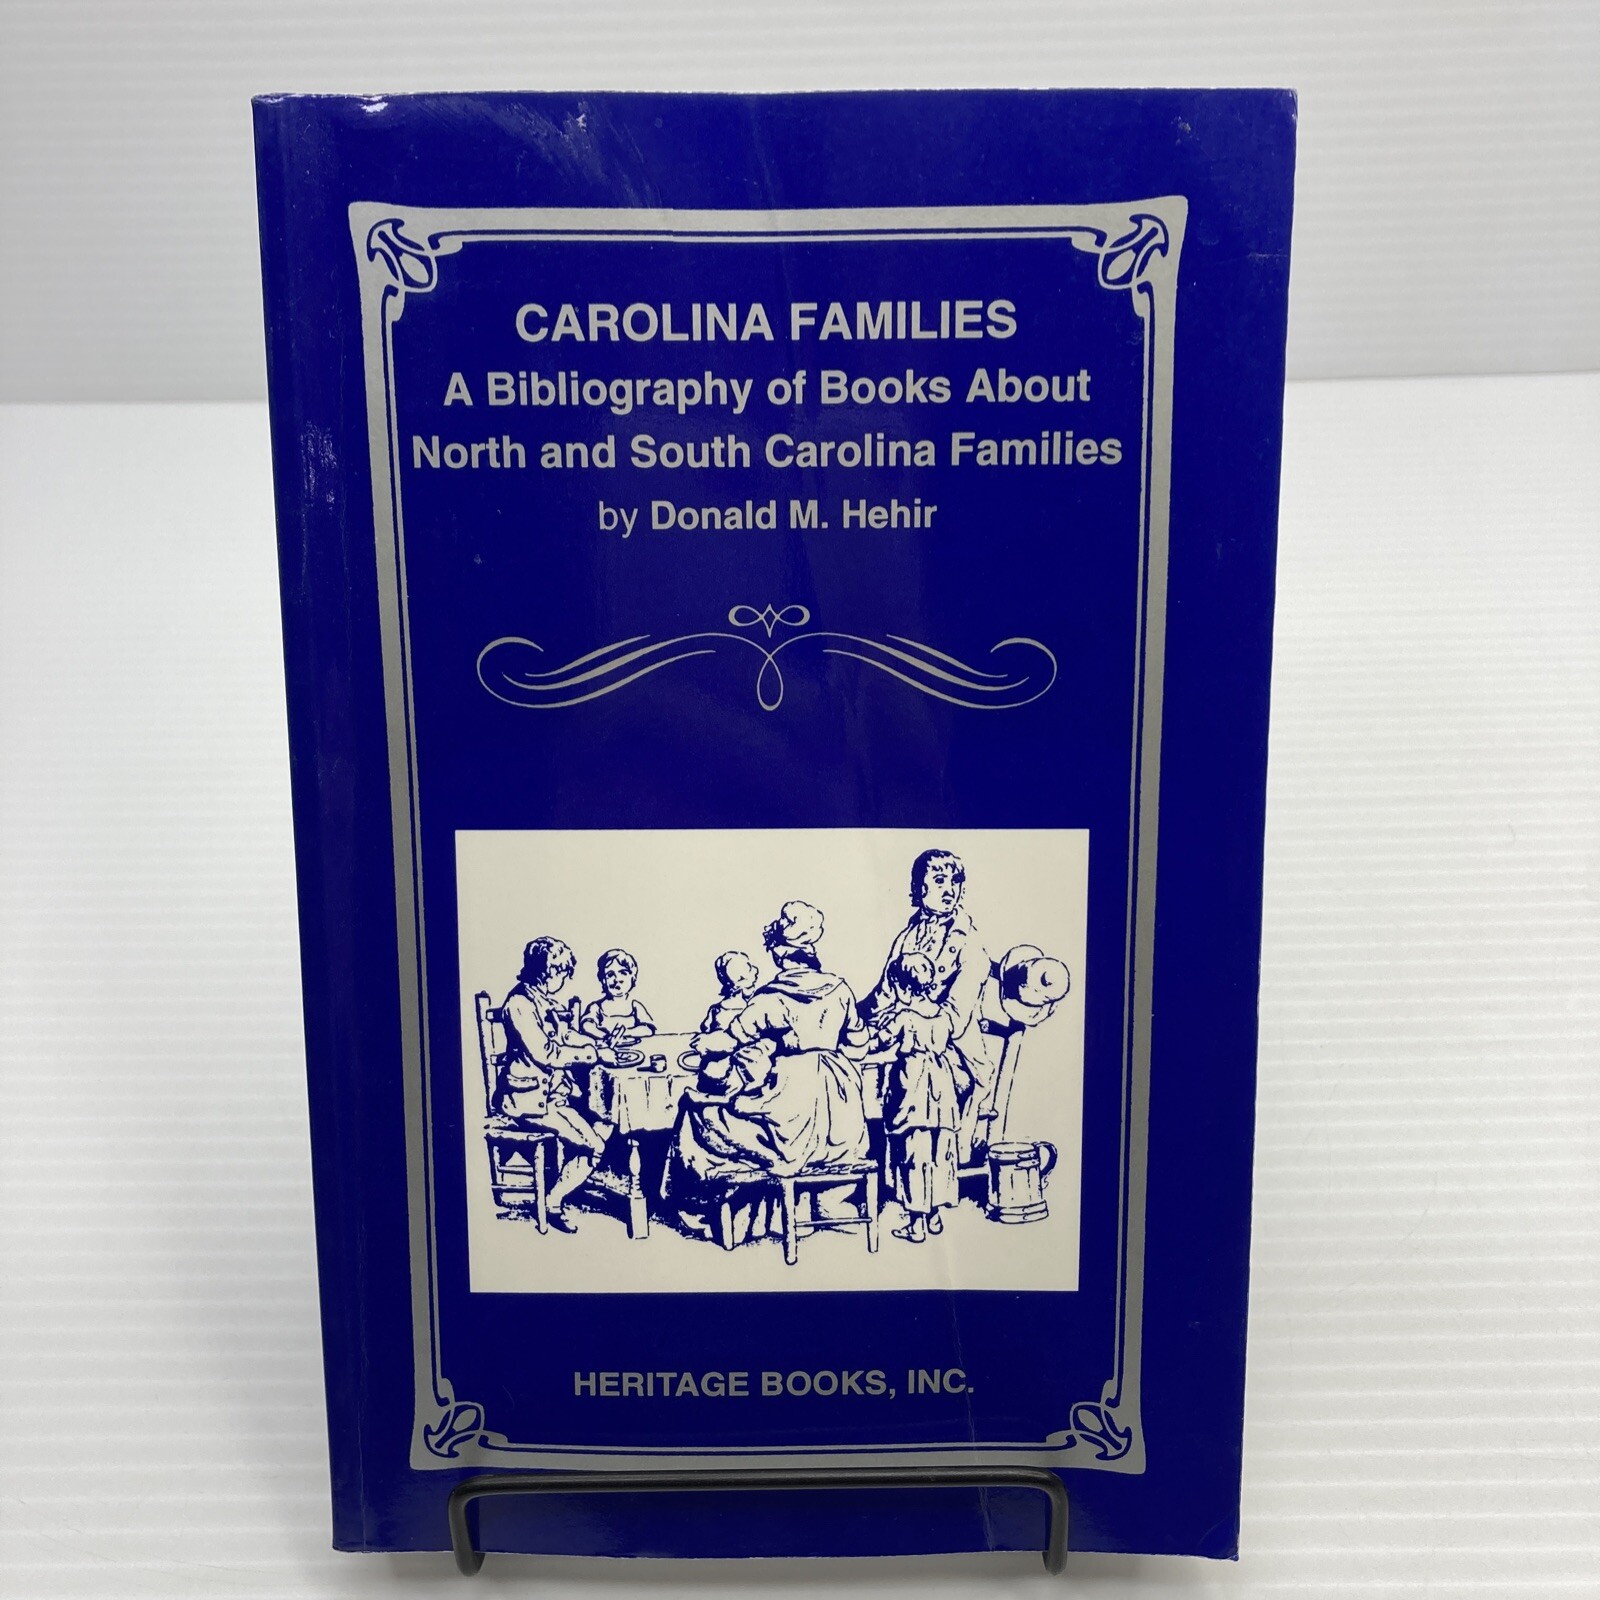 CAROLINA FAMILIES
A Bibliography of Books About
North and South Carolina Families
by Donald M. Hehir
HERITAGE BOOKS, INC.